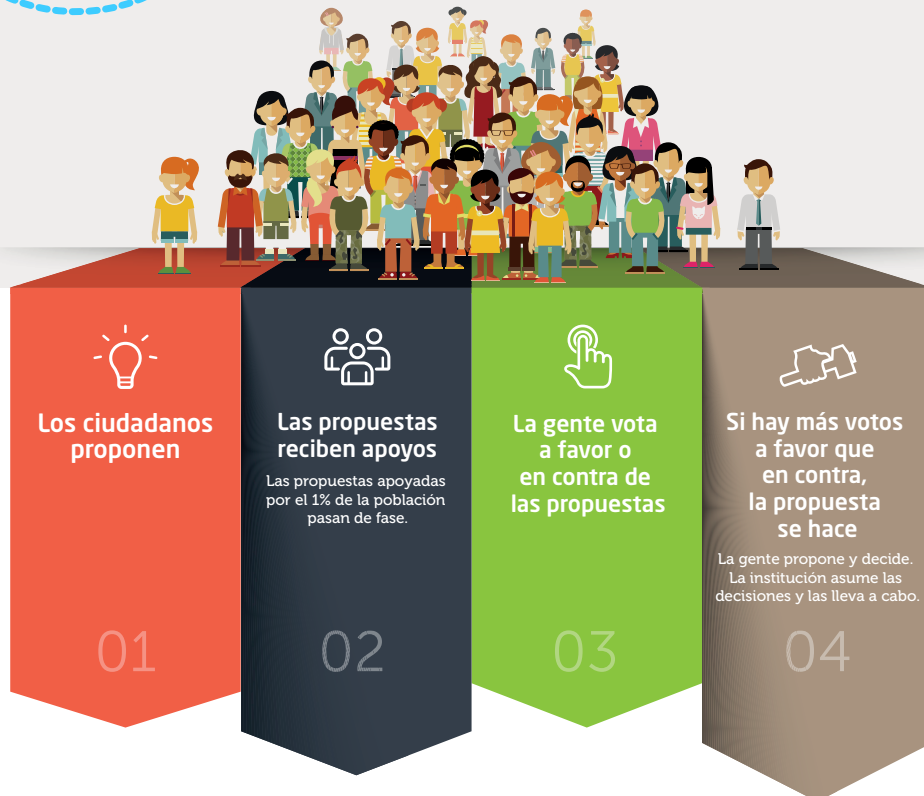 Los ciudadanos
proponen
01
Las propuestas
reciben apoyos
Las propuestas apoyadas
por el 1% de la población
pasan de fase.
02
La gente vota
a favor o
en contra de
las propuestas
03
Si hay más votos
a favor que
en contra,
la propuesta
se hace
La gente propone y decide.
La institución asume las
decisiones y las lleva a cabo.
04